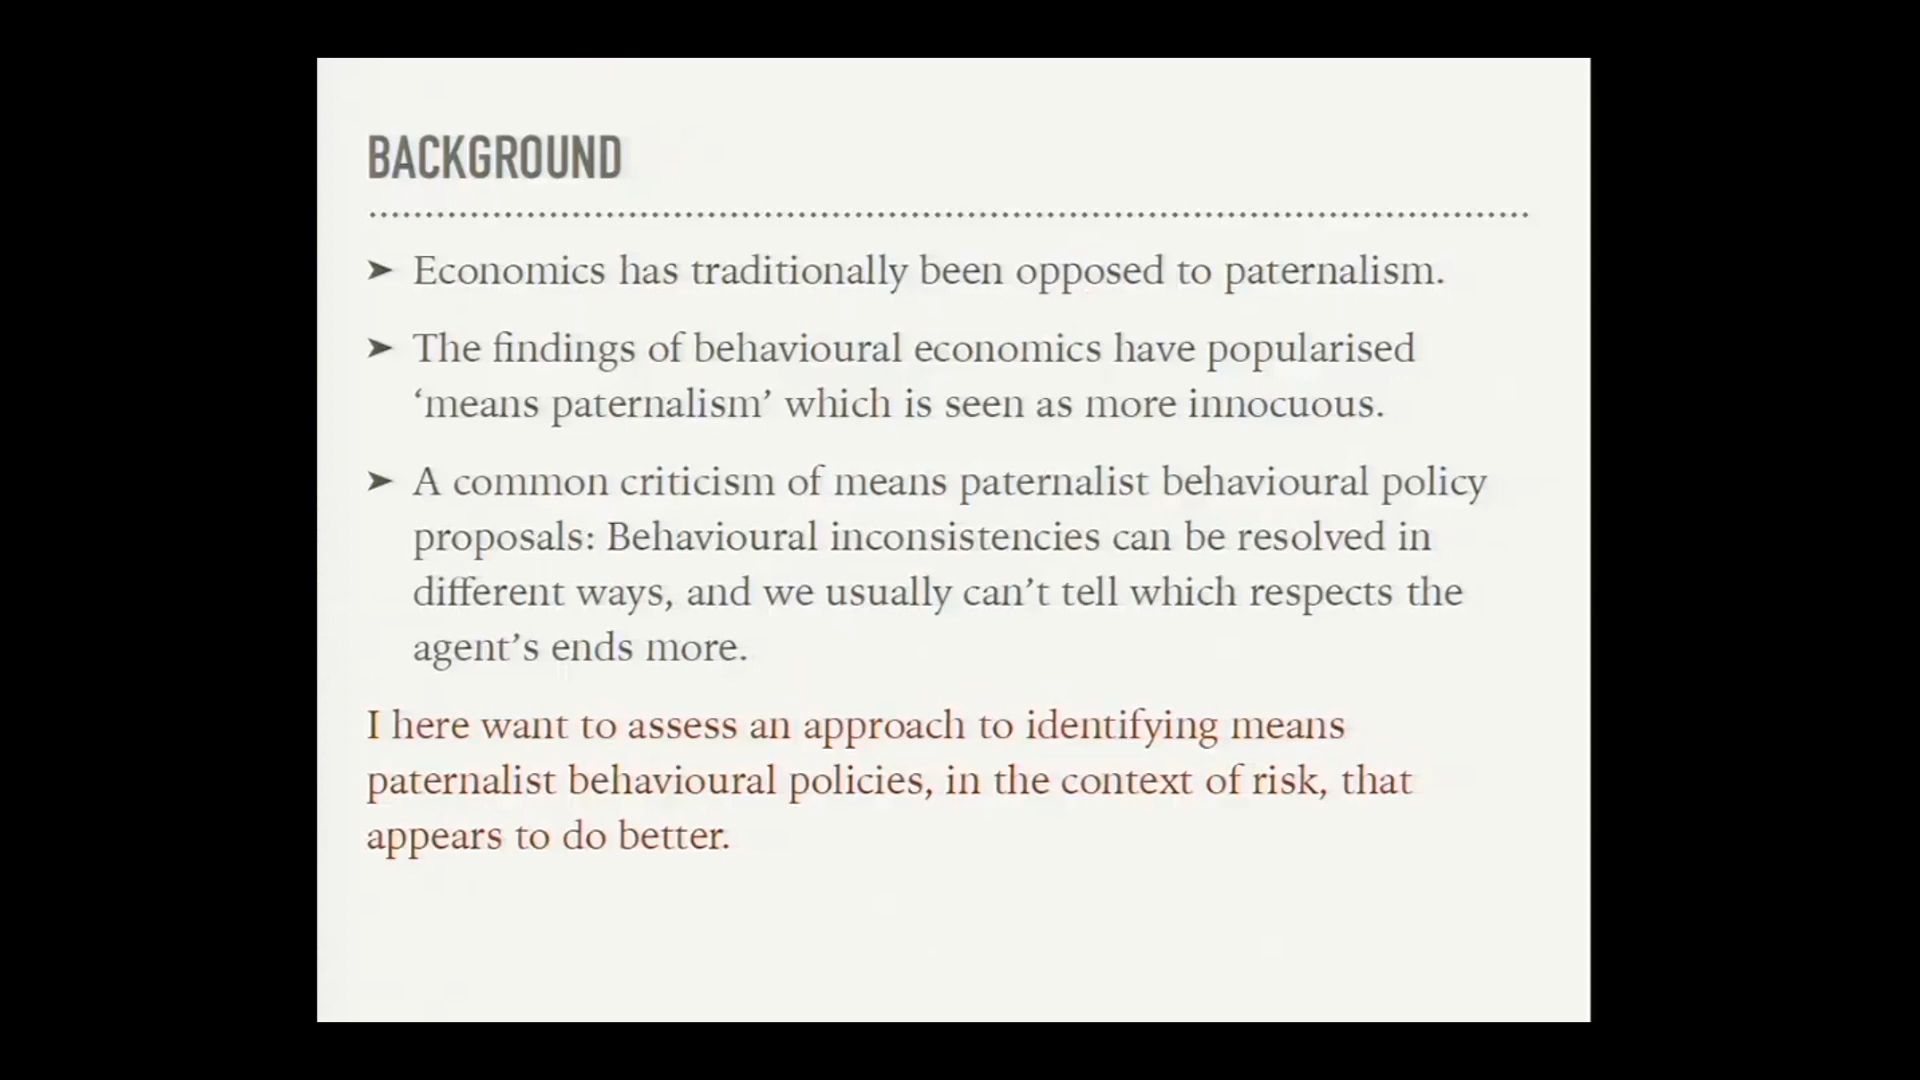 BACKGROUND
➤ Economics has traditionally been opposed to paternalism.
➤ The findings of behavioural economics have popularised
‘means paternalism’ which is seen as more innocuous.
➤ A common criticism of means paternalist behavioural policy
proposals: Behavioural inconsistencies can be resolved in
different ways, and we usually can’t tell which respects the
agent’s ends more.
I here want to assess an approach to identifying means
paternalist behavioural policies, in the context of risk, that
appears to do better.